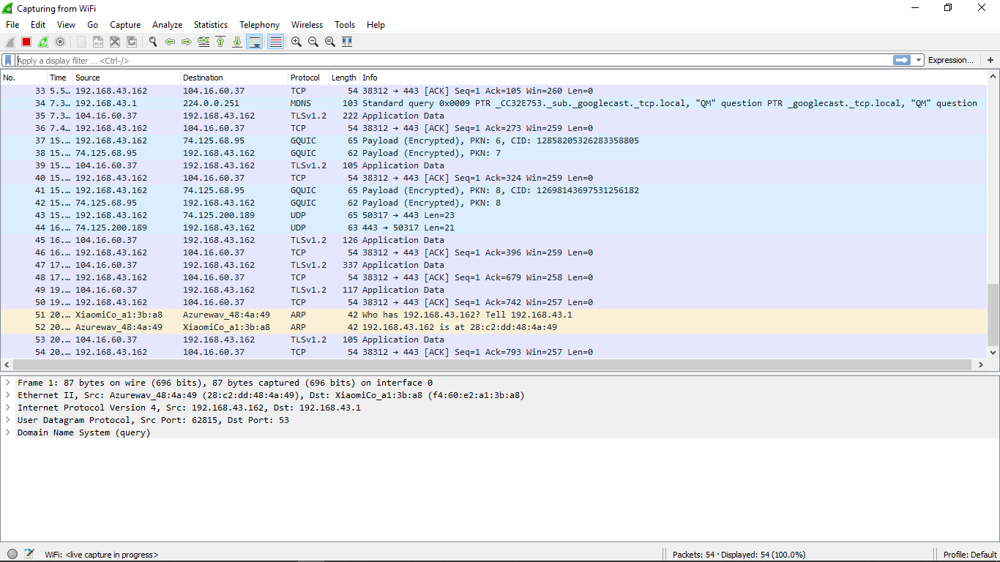 Capturing from WiFi
File Edit View Go Capture Analyze Statistics Telephony Wireless Tools Help
Apply a display filter ... <Ctrl-/> Expression... +
No. Time Source Destination Protocol Length Info
33 5.5… 192.168.43.162 104.16.60.37 TCP 54 38312 → 443 [ACK] Seq=1 Ack=105 Win=260 Len=0
34 7.3… 192.168.43.1 224.0.0.251 MDNS 103 Standard query 0x0009 PTR _CC32E753._sub._googlecast._tcp.local, "QM" question PTR _googlecast._tcp.local, "QM" question
35 7.3… 104.16.60.37 192.168.43.162 TLSv1.2 222 Application Data
36 7.4… 192.168.43.162 104.16.60.37 TCP 54 38312 → 443 [ACK] Seq=1 Ack=273 Win=259 Len=0
37 15.… 192.168.43.162 74.125.68.95 GQUIC 65 Payload (Encrypted), PKN: 6, CID: 12858205326283358805
38 15.… 74.125.68.95 192.168.43.162 GQUIC 62 Payload (Encrypted), PKN: 7
39 15.… 104.16.60.37 192.168.43.162 TLSv1.2 105 Application Data
40 15.… 192.168.43.162 104.16.60.37 TCP 54 38312 → 443 [ACK] Seq=1 Ack=324 Win=259 Len=0
41 15.… 192.168.43.162 74.125.68.95 GQUIC 65 Payload (Encrypted), PKN: 8, CID: 12698143697531256182
42 15.… 74.125.68.95 192.168.43.162 GQUIC 62 Payload (Encrypted), PKN: 8
43 15.… 192.168.43.162 74.125.200.189 UDP 65 50317 → 443 Len=23
44 16.… 74.125.200.189 192.168.43.162 UDP 63 443 → 50317 Len=21
45 16.… 104.16.60.37 192.168.43.162 TLSv1.2 126 Application Data
46 16.… 192.168.43.162 104.16.60.37 TCP 54 38312 → 443 [ACK] Seq=1 Ack=396 Win=259 Len=0
47 17.… 104.16.60.37 192.168.43.162 TLSv1.2 337 Application Data
48 17.… 192.168.43.162 104.16.60.37 TCP 54 38312 → 443 [ACK] Seq=1 Ack=679 Win=258 Len=0
49 19.… 104.16.60.37 192.168.43.162 TLSv1.2 117 Application Data
50 19.… 192.168.43.162 104.16.60.37 TCP 54 38312 → 443 [ACK] Seq=1 Ack=742 Win=257 Len=0
51 20.… XiaomiCo_a1:3b:a8 Azurewav_48:4a:49 ARP 42 Who has 192.168.43.162? Tell 192.168.43.1
52 20.… Azurewav_48:4a:49 XiaomiCo_a1:3b:a8 ARP 42 192.168.43.162 is at 28:c2:dd:48:4a:49
53 20.… 104.16.60.37 192.168.43.162 TLSv1.2 105 Application Data
54 20.… 192.168.43.162 104.16.60.37 TCP 54 38312 → 443 [ACK] Seq=1 Ack=793 Win=257 Len=0
Frame 1: 87 bytes on wire (696 bits), 87 bytes captured (696 bits) on interface 0
Ethernet II, Src: Azurewav_48:4a:49 (28:c2:dd:48:4a:49), Dst: XiaomiCo_a1:3b:a8 (f4:60:e2:a1:3b:a8)
Internet Protocol Version 4, Src: 192.168.43.162, Dst: 192.168.43.1
User Datagram Protocol, Src Port: 62815, Dst Port: 53
Domain Name System (query)
WiFi: <live capture in progress> Packets: 54 · Displayed: 54 (100.0%) Profile: Default